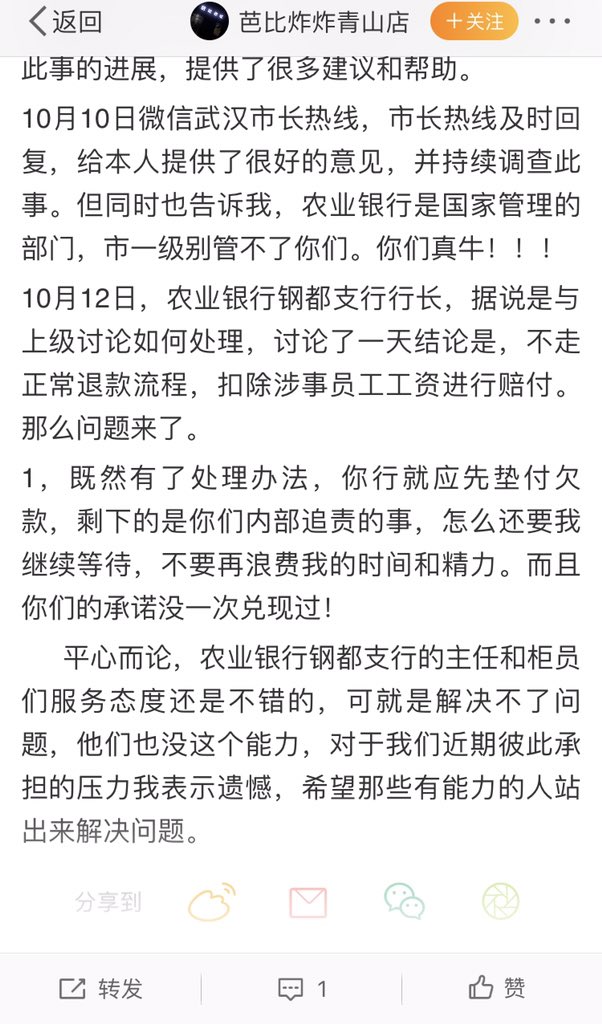 返回
芭比炸炸青山店
+关注
此事的进展，提供了很多建议和帮助。
10月10日微信武汉市长热线，市长热线及时回
复，给本人提供了很好的意见，并持续调查此
事。但同时也告诉我，农业银行是国家管理的
部门，市一级别管不了你们。你们真牛！！！
10月12日，农业银行钢都支行行长，据说是与
上级讨论如何处理，讨论了一天结论是，不走
正常退款流程，扣除涉事员工工资进行赔付。
那么问题来了。
1，既然有了处理办法，你行就应先垫付欠
款，剩下的是你们内部追责的事，怎么还要我
继续等待，不要再浪费我的时间和精力。而且
你们的承诺没一次兑现过！
平心而论，农业银行钢都支行的主任和柜员
们服务态度还是不错的，可就是解决不了问
题，他们也没这个能力，对于我们近期彼此承
担的压力我表示遗憾，希望那些有能力的人站
出来解决问题。
分享到
转发
1
赞